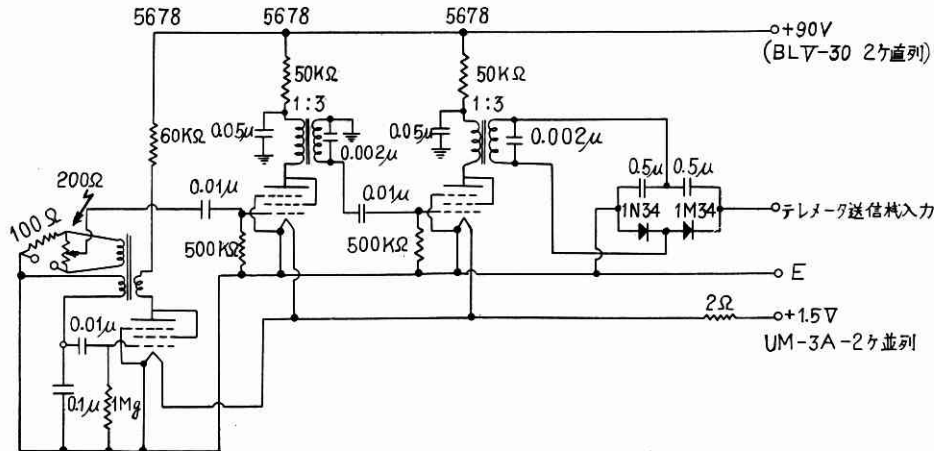 5678
5678
5678
+90V
(BLV-30 2ケ直列)
50KΩ
50KΩ
1:3
1:3
0.05μ
0.05μ
0.002μ
0.002μ
60KΩ
200Ω
100Ω
0.01μ
0.01μ
0.5μ
0.5μ
1N34
1M34
テレメータ送信機入力
500KΩ
500KΩ
E
2Ω
+1.5V
UM-3A-2ケ並列
0.01μ
0.1μ
1Mg